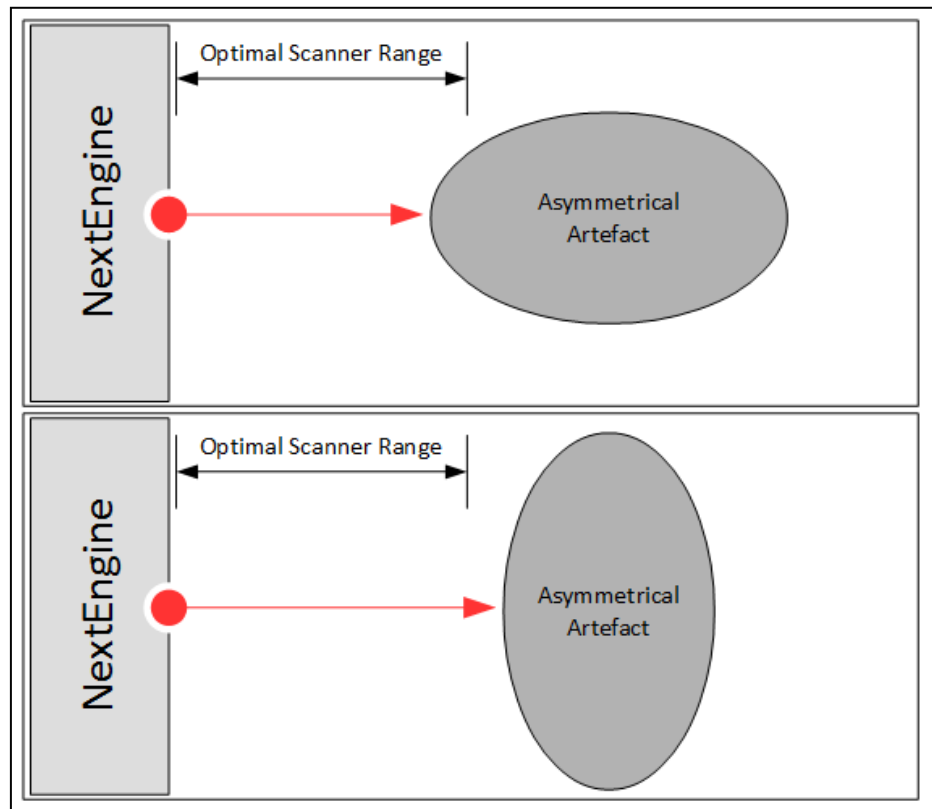 Optimal Scanner Range
NextEngine
Asymmetrical
Artefact
Optimal Scanner Range
NextEngine
Asymmetrical
Artefact